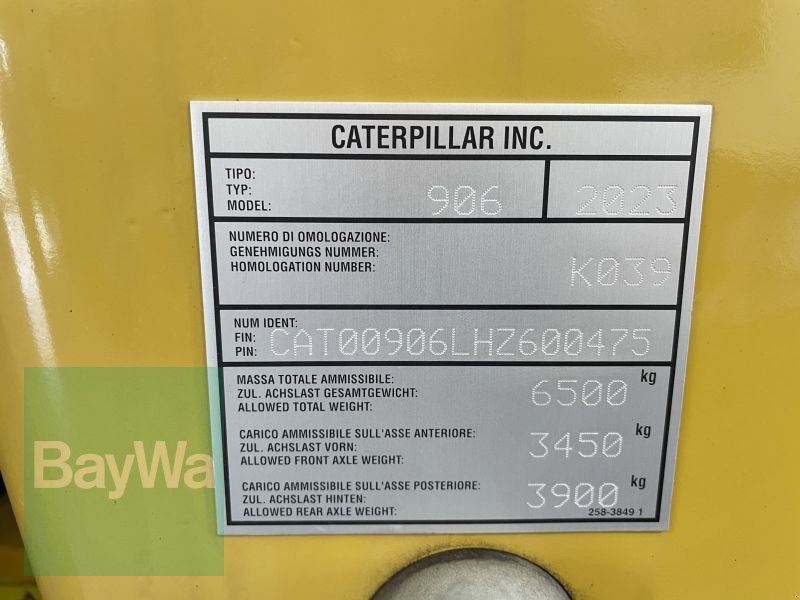 CATERPILLAR INC.
TIPO:
TYP:
MODEL: 906 2023
NUMERO DI OMOLOGAZIONE:
GENEHMIGUNGS NUMMER:
HOMOLOGATION NUMBER: K039
NUM IDENT:
FIN:
PIN: CAT00906LHZ600475
MASSA TOTALE AMMISSIBILE:
ZUL. ACHSLAST GESAMTGEWICHT:
ALLOWED TOTAL WEIGHT: 6500 kg
CARICO AMMISSIBILE SULL'ASSE ANTERIORE:
ZUL. ACHSLAST VORN:
ALLOWED FRONT AXLE WEIGHT: 3450 kg
CARICO AMMISSIBILE SULL'ASSE POSTERIORE:
ZUL. ACHSLAST HINTEN:
ALLOWED REAR AXLE WEIGHT: 3900 kg
258-3849 1
BayWa